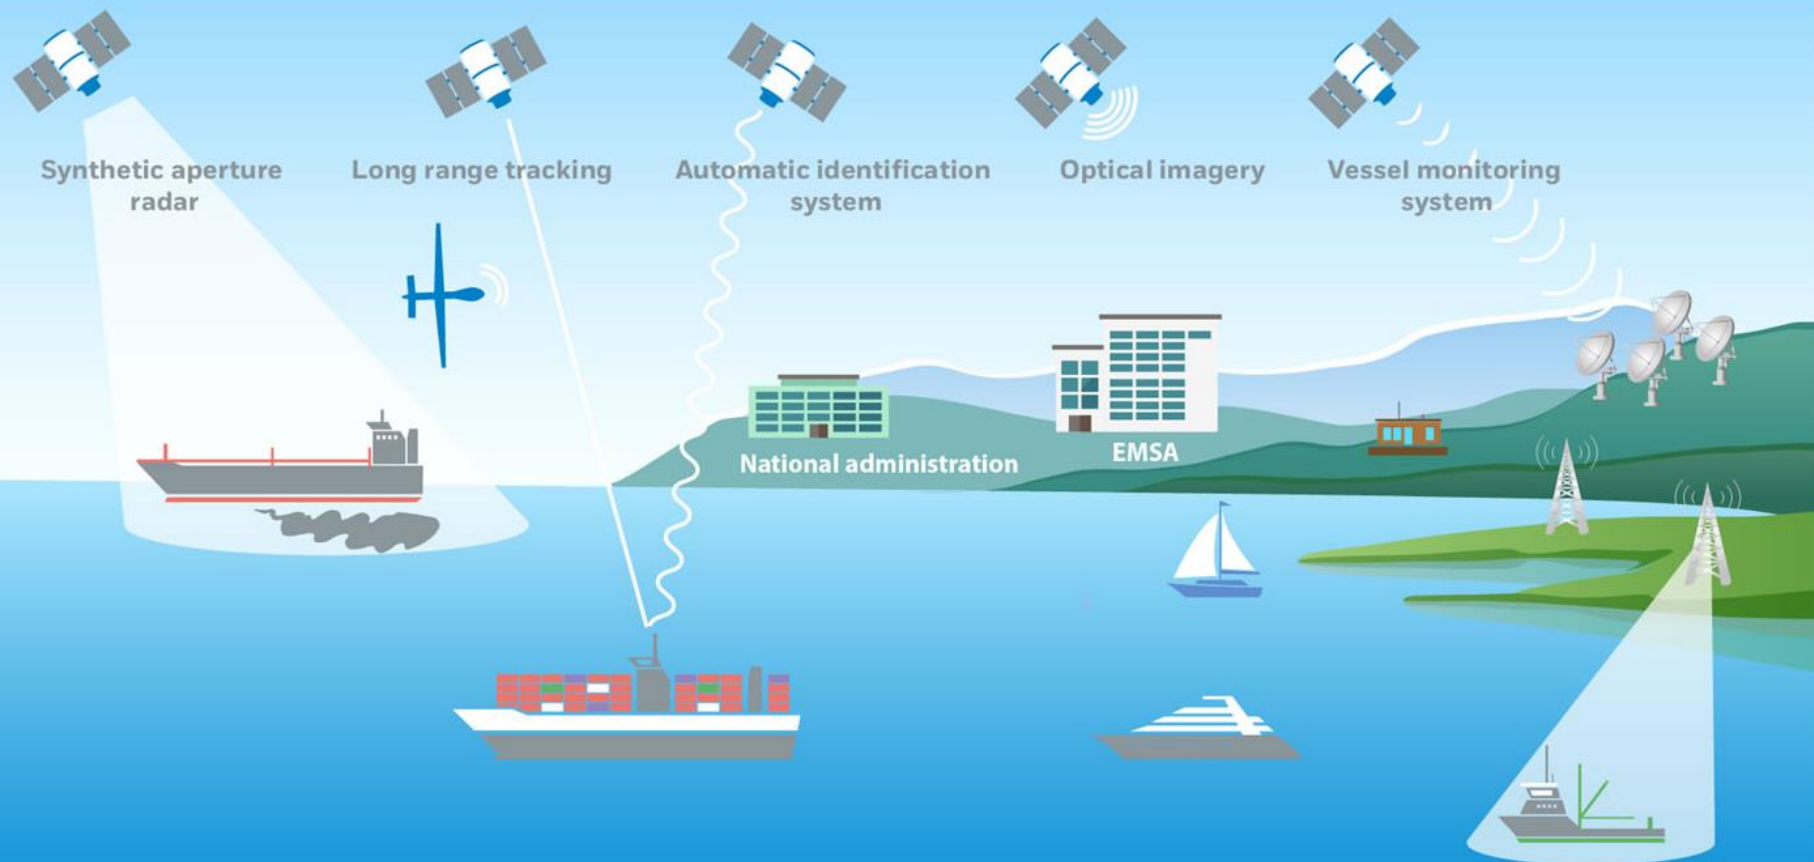 Synthetic aperture
radar
Long range tracking
Automatic identification
system
Optical imagery
Vessel monitoring
system
National administration
EMSA